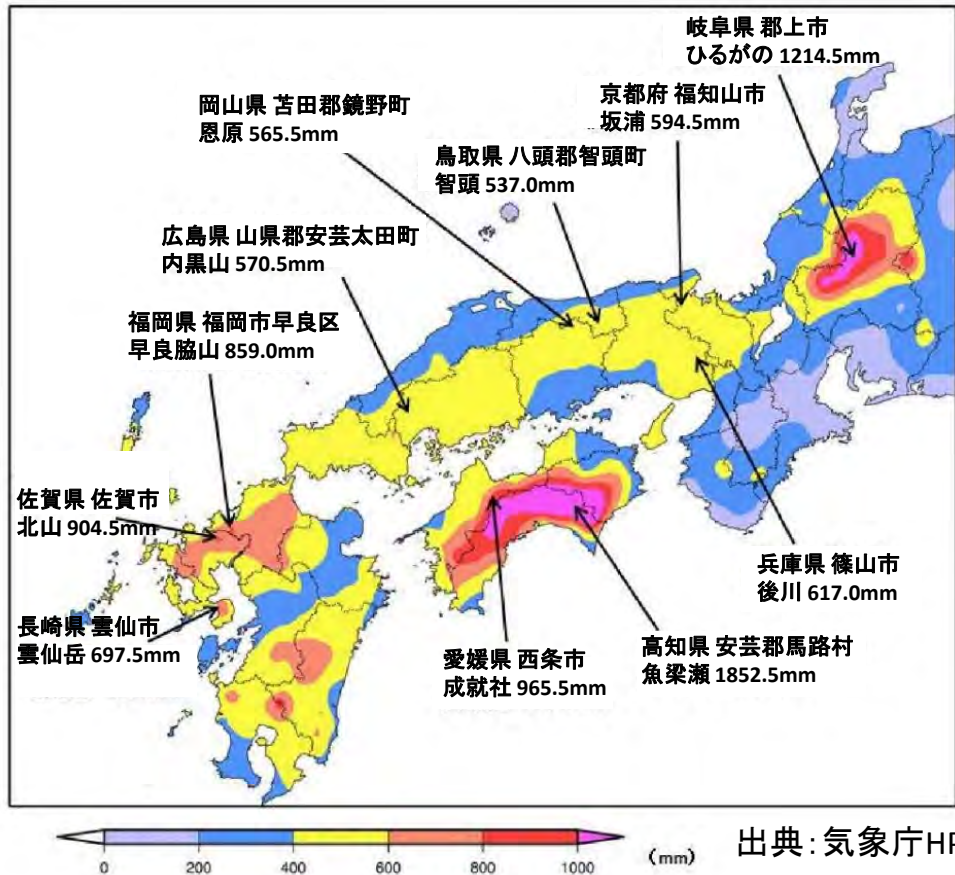 岐阜県 郡上市
ひるがの 1214.5mm
京都府 福知山市
坂浦 594.5mm
岡山県 苫田郡鏡野町
恩原 565.5mm
鳥取県 八頭郡智頭町
智頭 537.0mm
広島県 山県郡安芸太田町
内黒山 570.5mm
福岡県 福岡市早良区
早良脇山 859.0mm
佐賀県 佐賀市
北山 904.5mm
長崎県 雲仙市
雲仙岳 697.5mm
愛媛県 西条市
成就社 965.5mm
高知県 安芸郡馬路村
魚梁瀬 1852.5mm
兵庫県 篠山市
後川 617.0mm
0 200 400 600 800 1000 (mm)
出典:気象庁HP